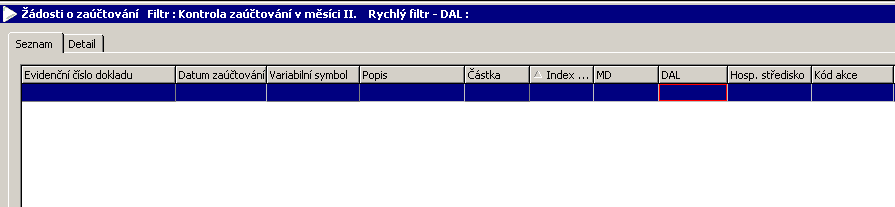 Žádosti o zaúčtování Filtr : Kontrola zaúčtování v měsíci II. Rychlý filtr - DAL :
Seznam Detail
Evidenční číslo dokladu Datum zaúčtování Variabilní symbol Popis Částka Index ... MD DAL Hosp. středisko Kód akce